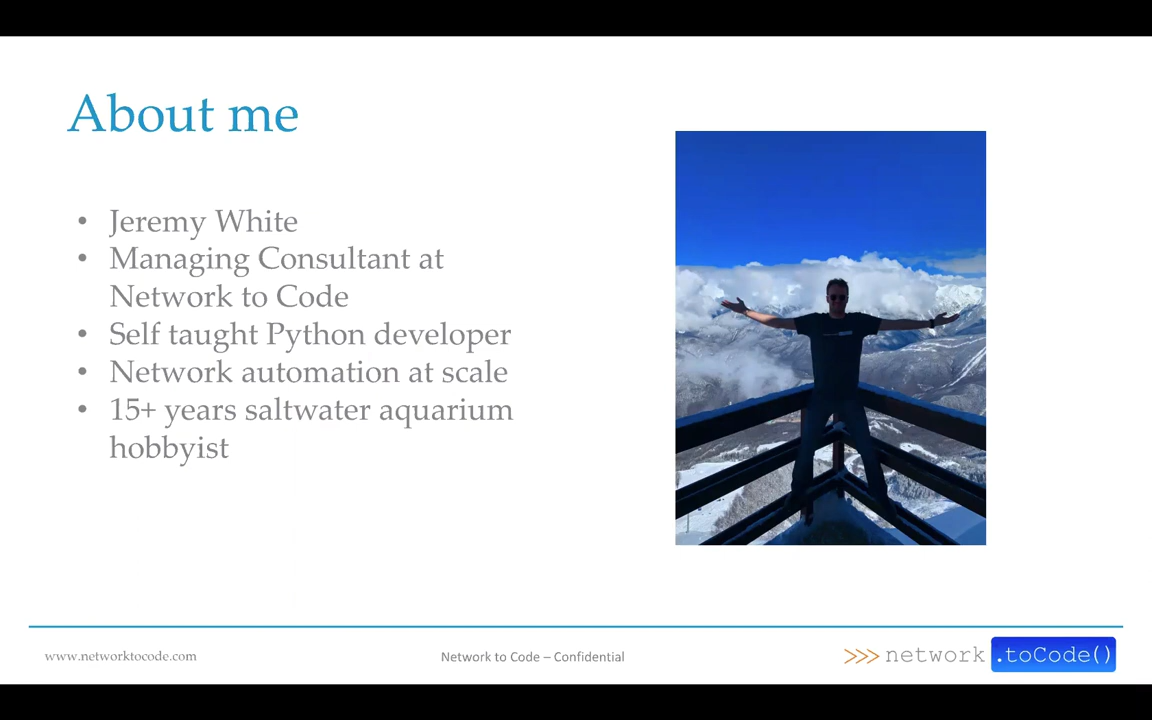 About me
• Jeremy White
• Managing Consultant at
Network to Code
• Self taught Python developer
• Network automation at scale
• 15+ years saltwater aquarium
hobbyist
www.networktocode.com
Network to Code – Confidential
>>> network .toCode()